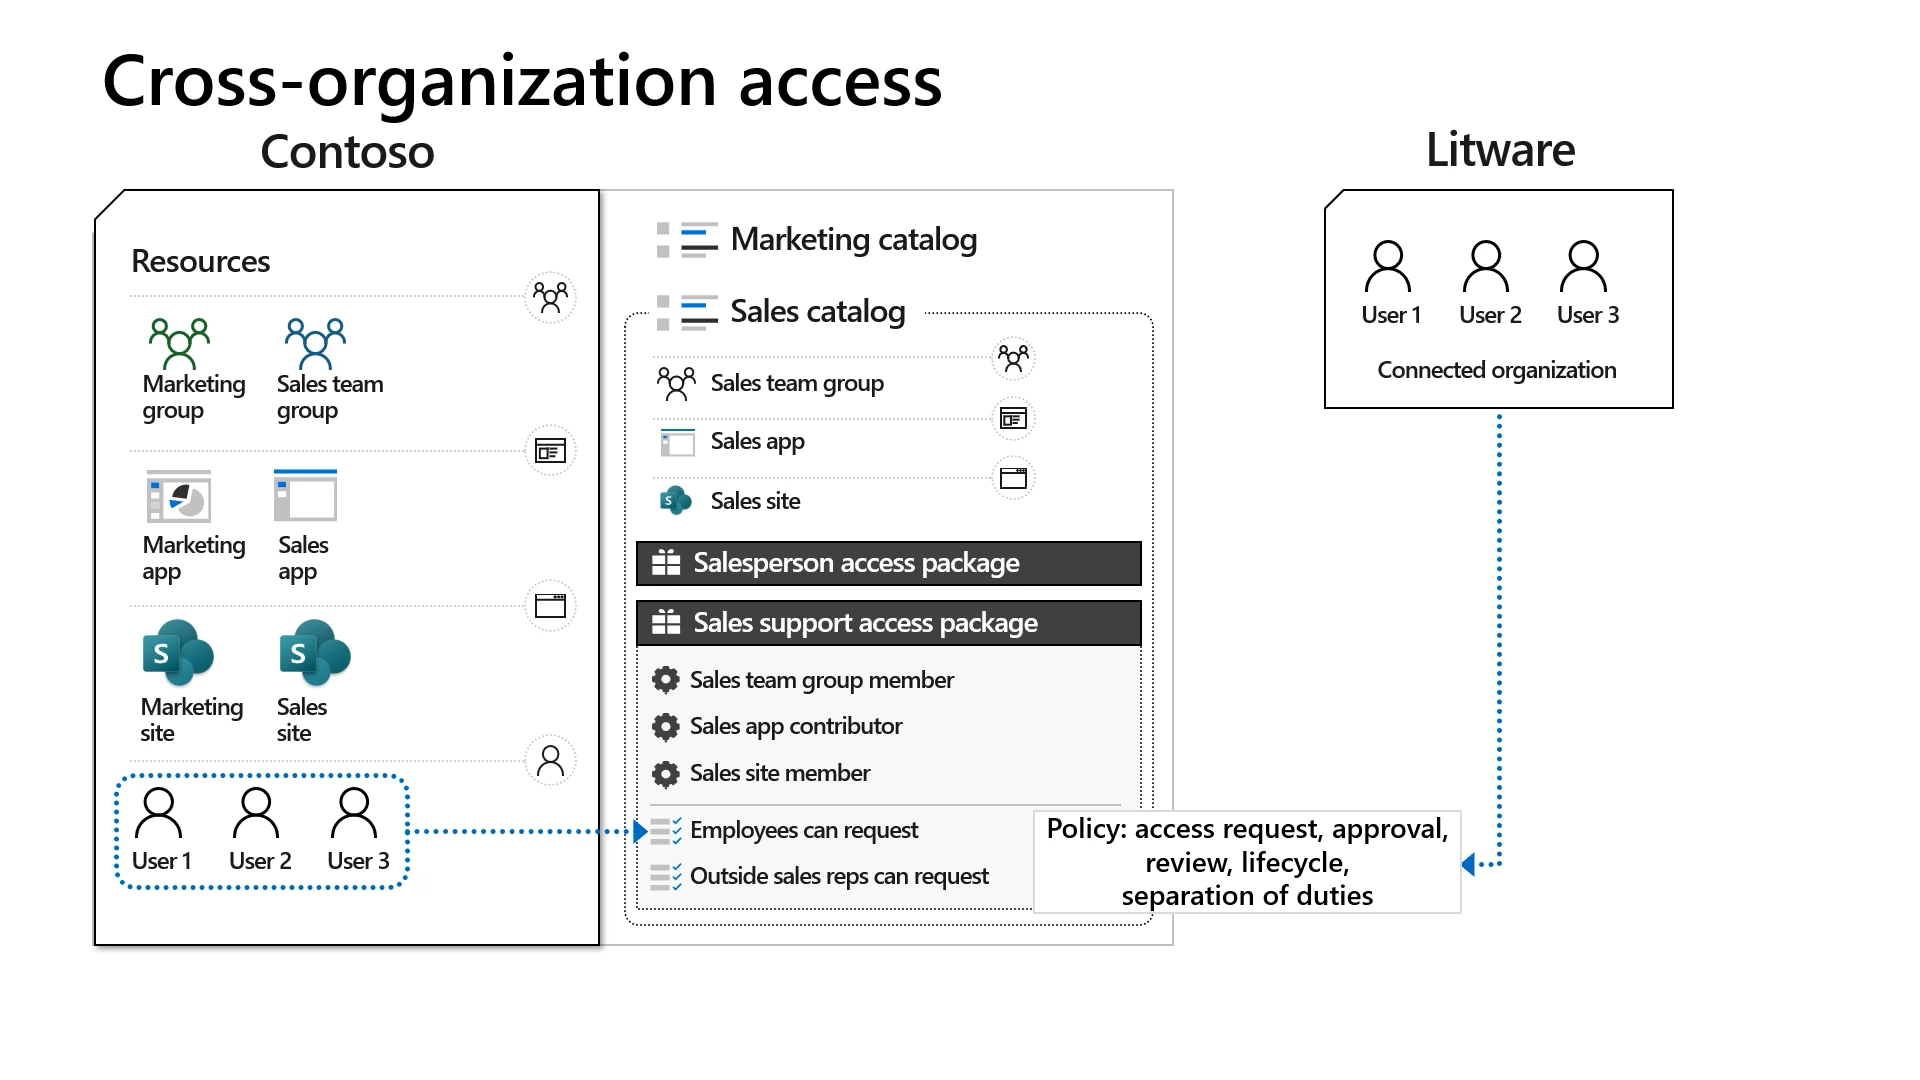 Cross-organization access
Contoso
Litware
Resources
Marketing
group
Sales team
group
Marketing
app
Sales
app
S
Marketing
site
S
Sales
site
User 1
User 2
User 3
Marketing catalog
Sales catalog
Sales team group
Sales app
S
Sales site
Salesperson access package
Sales support access package
Sales team group member
Sales app contributor
Sales site member
Employees can request
Outside sales reps can request
Policy: access request, approval,
review, lifecycle,
separation of duties
User 1
User 2
User 3
Connected organization